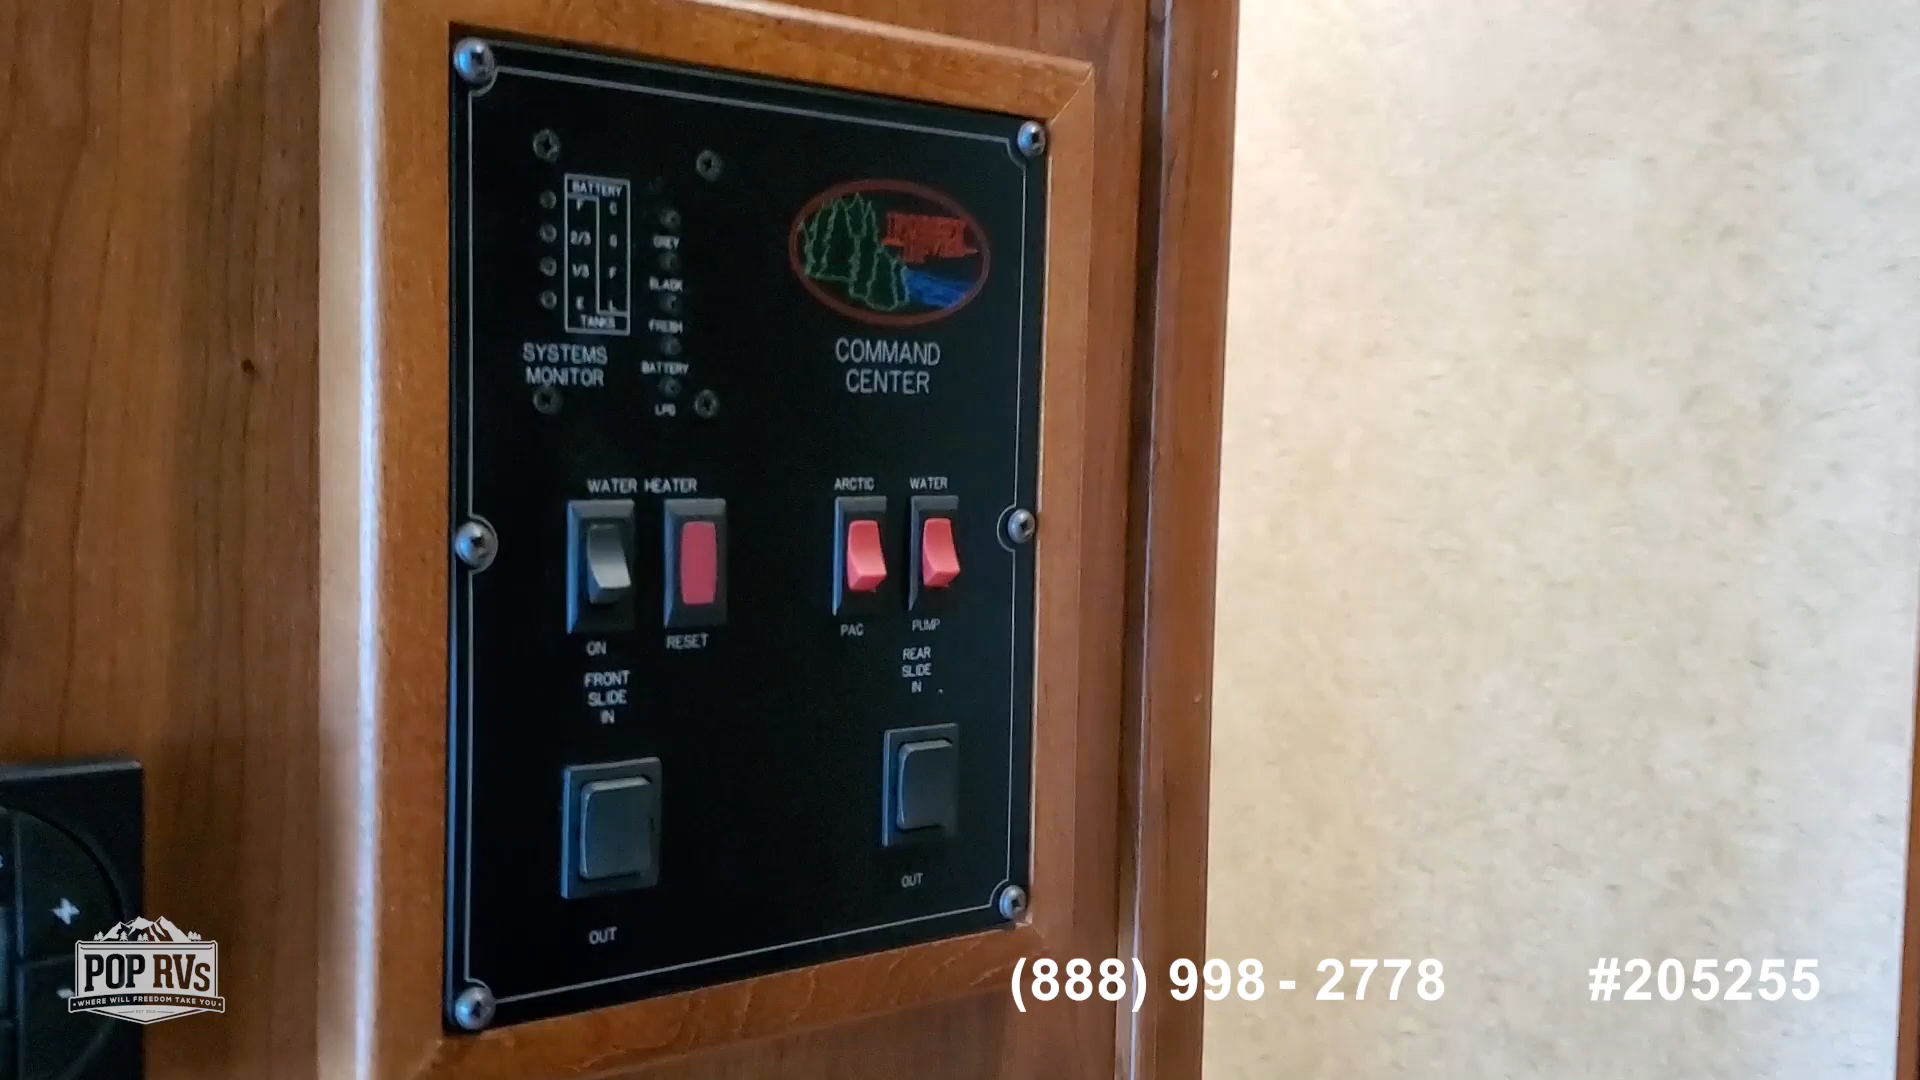 BATTERY
F G
2/3 G
1/3 F
E L
TANKS
SYSTEMS
MONITOR
GREY
BLACK
FRESH
BATTERY
LPG
COMMAND
CENTER
WATER HEATER
ON
RESET
ARCTIC
PAC
WATER
PUMP
FRONT
SLIDE
IN
OUT
REAR
SLIDE
IN
OUT
POP RVs
WHERE WILL FREEDOM TAKE YOU
(888) 998 - 2778
#205255